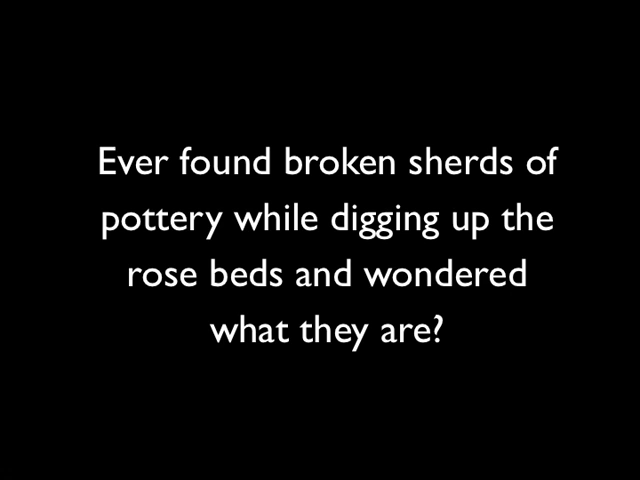 Ever found broken sherds of
pottery while digging up the
rose beds and wondered
what they are?